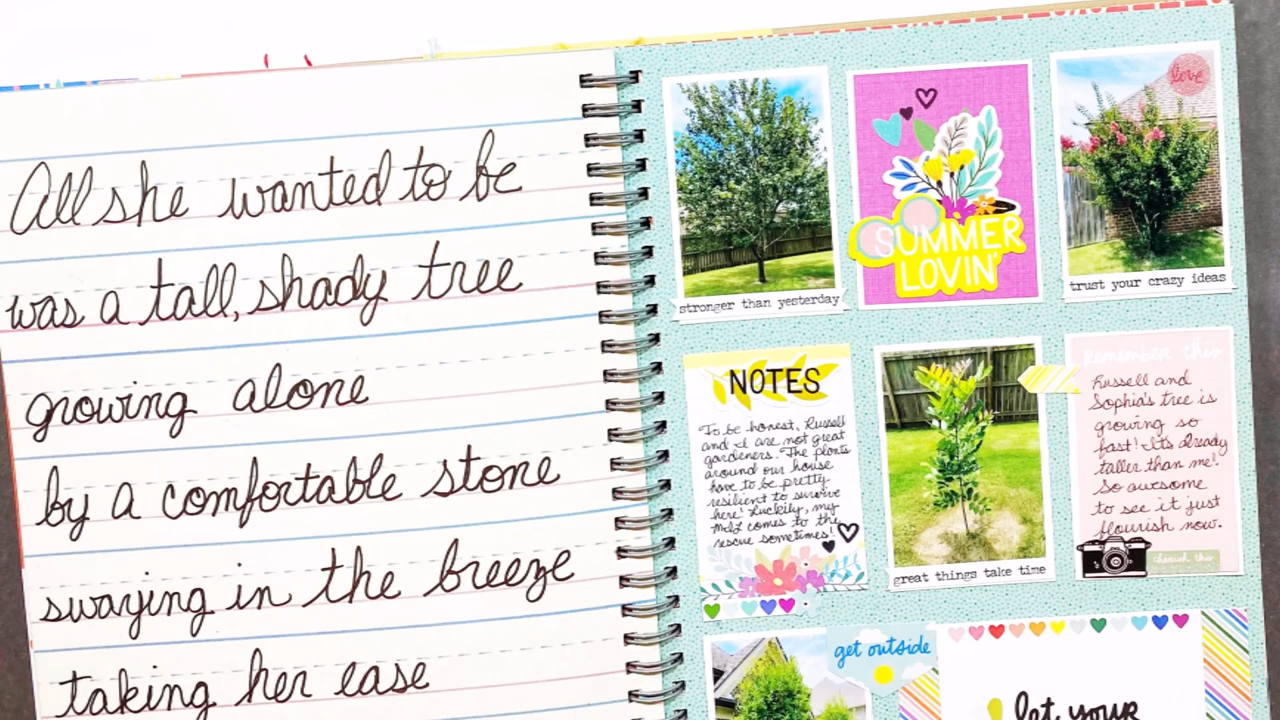 All she wanted to be
was a tall, shady tree
growing alone
by a comfortable stone
swaying in the breeze
taking her ease
stronger than yesterday
SUMMER
LOVIN'
love
trust your crazy ideas
NOTES
To be honest, Russell
and I are not great
gardeners. The plants
around our house
have to be pretty
resilient to survive
here! Luckily, my
MIL comes to the
rescue sometimes!
great things take time
remember this
Russell and
Sophia's tree is
growing so
fast! It's already
taller than me!
So awesome
to see it just
flourish now.
cherish this
get outside
let your